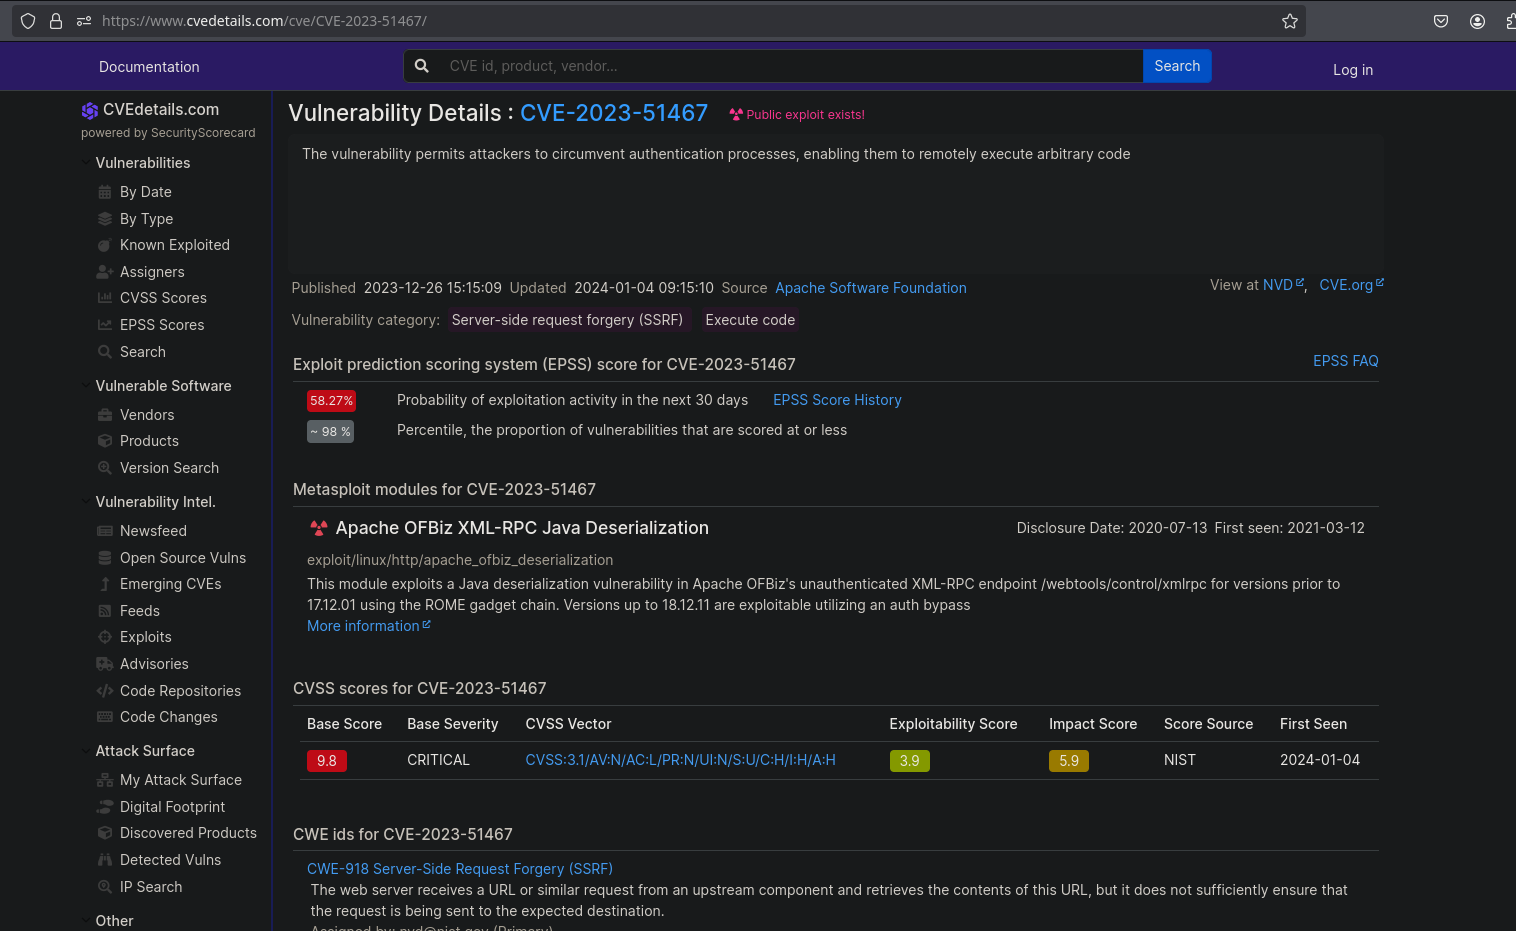 https://www.cvedetails.com/cve/CVE-2023-51467/
Documentation
CVE id, product, vendor...
Search
Log in
CVEdetails.com
powered by SecurityScorecard
Vulnerabilities
By Date
By Type
Known Exploited
Assigners
CVSS Scores
EPSS Scores
Search
Vulnerable Software
Vendors
Products
Version Search
Vulnerability Intel.
Newsfeed
Open Source Vulns
Emerging CVEs
Feeds
Exploits
Advisories
Code Repositories
Code Changes
Attack Surface
My Attack Surface
Digital Footprint
Discovered Products
Detected Vulns
IP Search
Other
Vulnerability Details : CVE-2023-51467 Public exploit exists!
The vulnerability permits attackers to circumvent authentication processes, enabling them to remotely execute arbitrary code
Published 2023-12-26 15:15:09 Updated 2024-01-04 09:15:10 Source Apache Software Foundation
View at NVD, CVE.org
Vulnerability category: Server-side request forgery (SSRF) Execute code
Exploit prediction scoring system (EPSS) score for CVE-2023-51467
EPSS FAQ
58.27% Probability of exploitation activity in the next 30 days EPSS Score History
~ 98 % Percentile, the proportion of vulnerabilities that are scored at or less
Metasploit modules for CVE-2023-51467
Apache OFBiz XML-RPC Java Deserialization
Disclosure Date: 2020-07-13 First seen: 2021-03-12
exploit/linux/http/apache_ofbiz_deserialization
This module exploits a Java deserialization vulnerability in Apache OFBiz's unauthenticated XML-RPC endpoint /webtools/control/xmlrpc for versions prior to
17.12.01 using the ROME gadget chain. Versions up to 18.12.11 are exploitable utilizing an auth bypass
More information
CVSS scores for CVE-2023-51467
Base Score Base Severity CVSS Vector Exploitability Score Impact Score Score Source First Seen
9.8 CRITICAL CVSS:3.1/AV:N/AC:L/PR:N/UI:N/S:U/C:H/I:H/A:H 3.9 5.9 NIST 2024-01-04
CWE ids for CVE-2023-51467
CWE-918 Server-Side Request Forgery (SSRF)
The web server receives a URL or similar request from an upstream component and retrieves the contents of this URL, but it does not sufficiently ensure that
the request is being sent to the expected destination.
Assigned by: nvd@nist.gov (Primary)